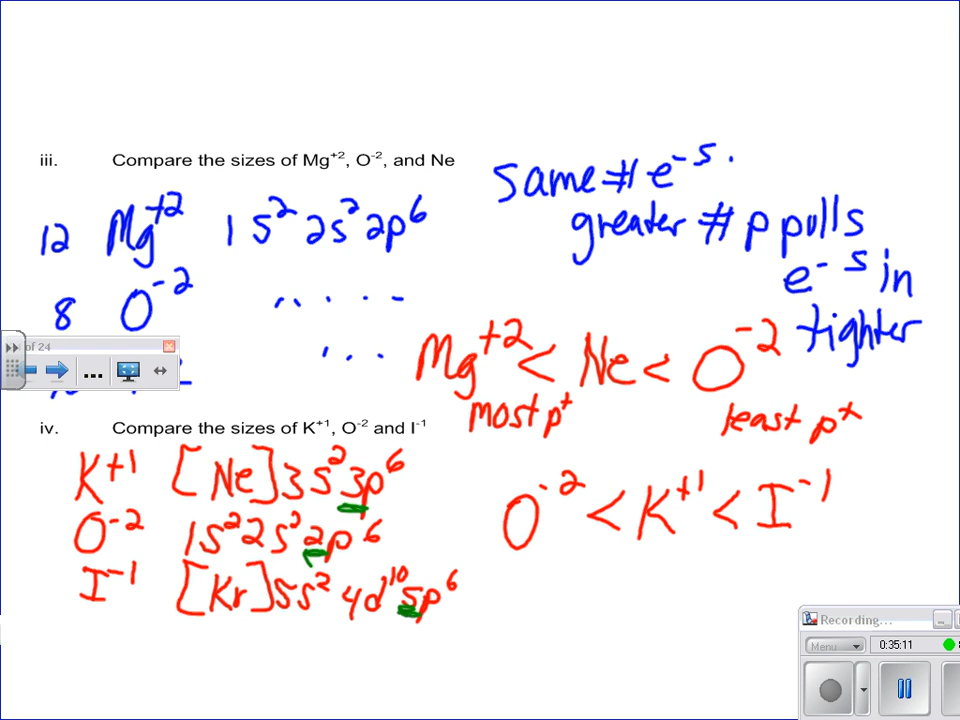 iii. Compare the sizes of Mg+2, O-2, and Ne
same # e-s.
greater # p pulls
e-s in
tighter
12 Mg+2 1s2 2s2 2p6
8 O-2 .. . . ..
. . . .
of 24
...
Mg+2 < Ne < O-2
most p+
least p+
iv. Compare the sizes of K+1, O-2 and I-1
K+1 [Ne]3s2 3p6
O-2 1s2 2s2 2p6
I-1 [Kr]5s2 4d10 5p6
O-2 < K+1 < I-1
Recording...
Menu 0:35:11